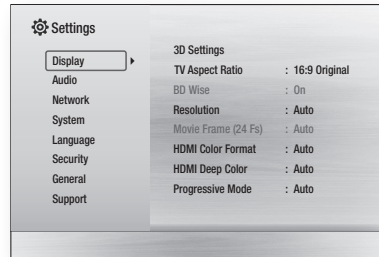 Settings
Display
Audio
Network
System
Language
Security
General
Support
3D Settings
TV Aspect Ratio : 16:9 Original
BD Wise : On
Resolution : Auto
Movie Frame (24 Fs) : Auto
HDMI Color Format : Auto
HDMI Deep Color : Auto
Progressive Mode : Auto